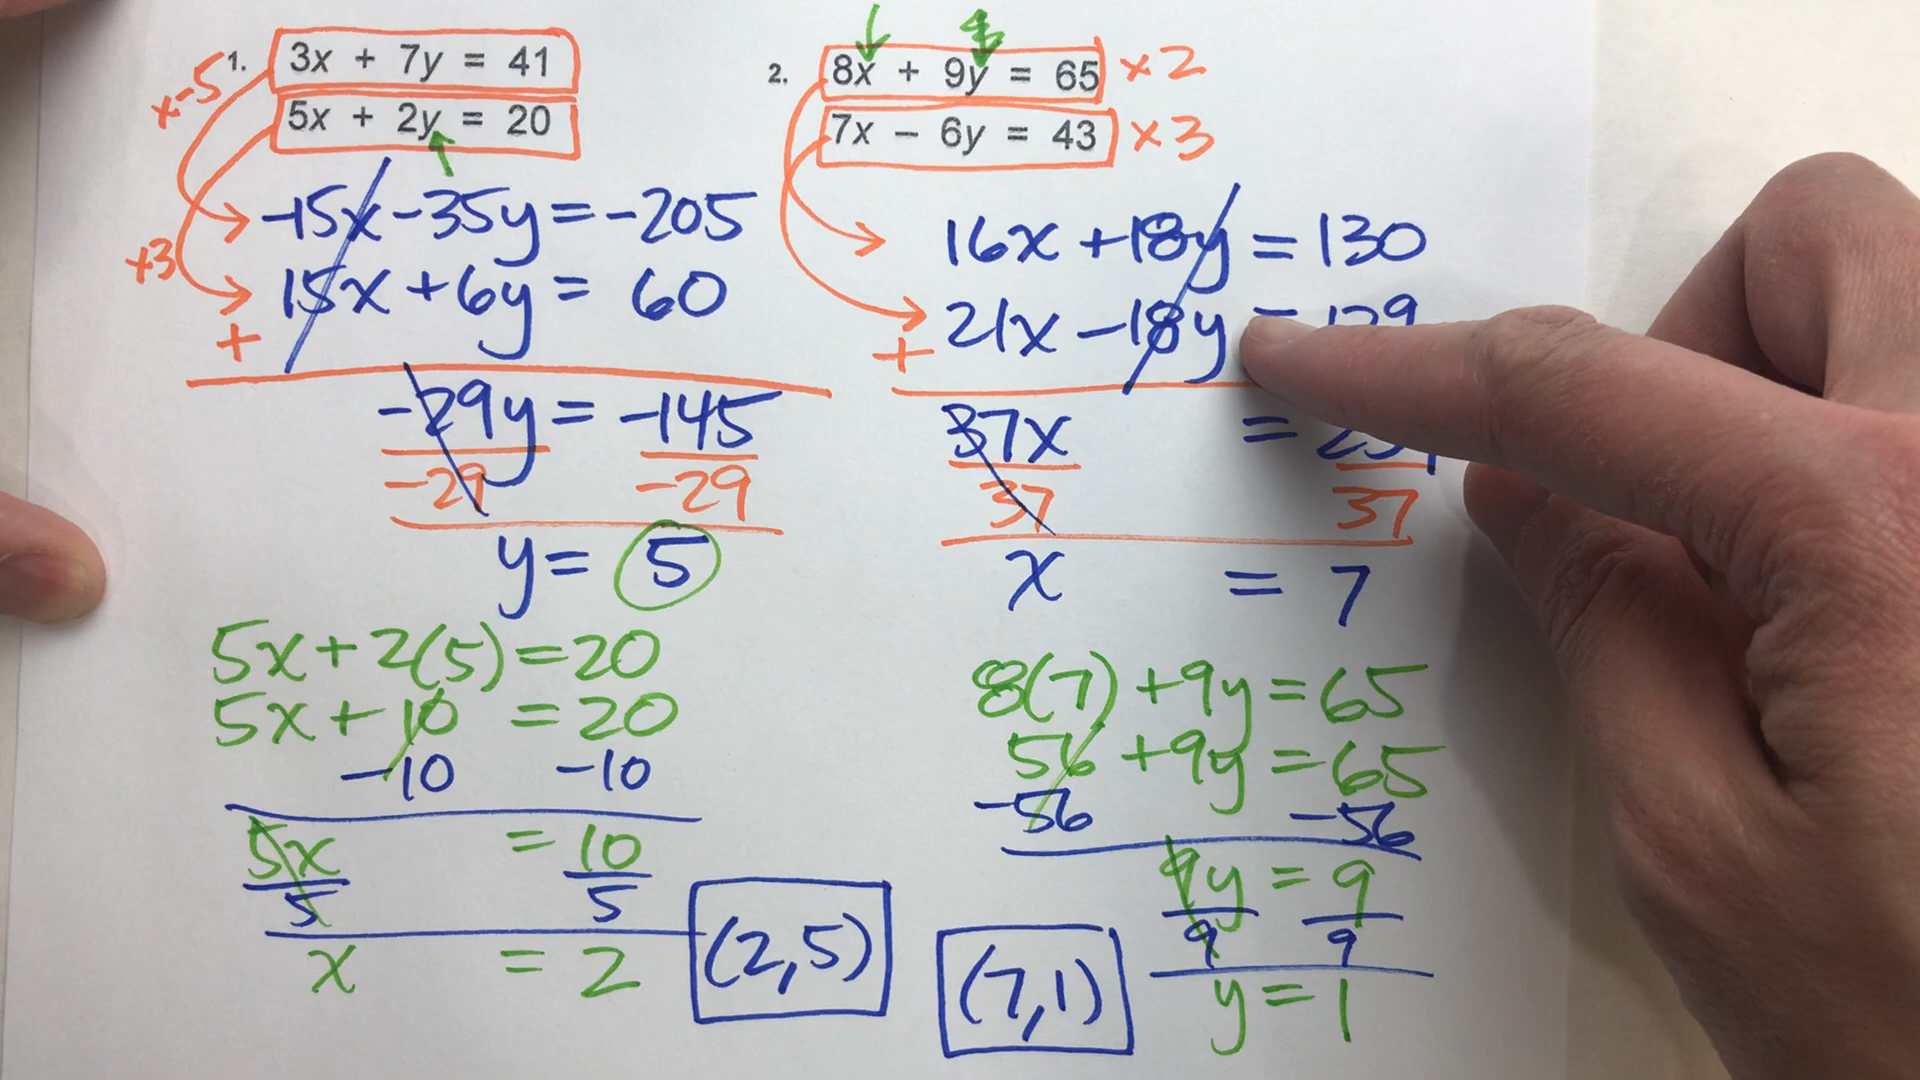 1. 3x + 7y = 41
x-5
5x + 2y = 20
-15x - 35y = -205
x3
15x + 6y = 60
+
-29y = -145
-29 -29
y = 5
5x + 2(5) = 20
5x + 10 = 20
-10 -10
5x = 10
5 5
x = 2
(2,5)
2. 8x + 9y = 65 x2
7x – 6y = 43 x3
16x + 18y = 130
+ 21x - 18y = 129
37x =
37 37
x = 7
8(7) + 9y = 65
56 + 9y = 65
-56 -56
9y = 9
9 9
y = 1
(7,1)